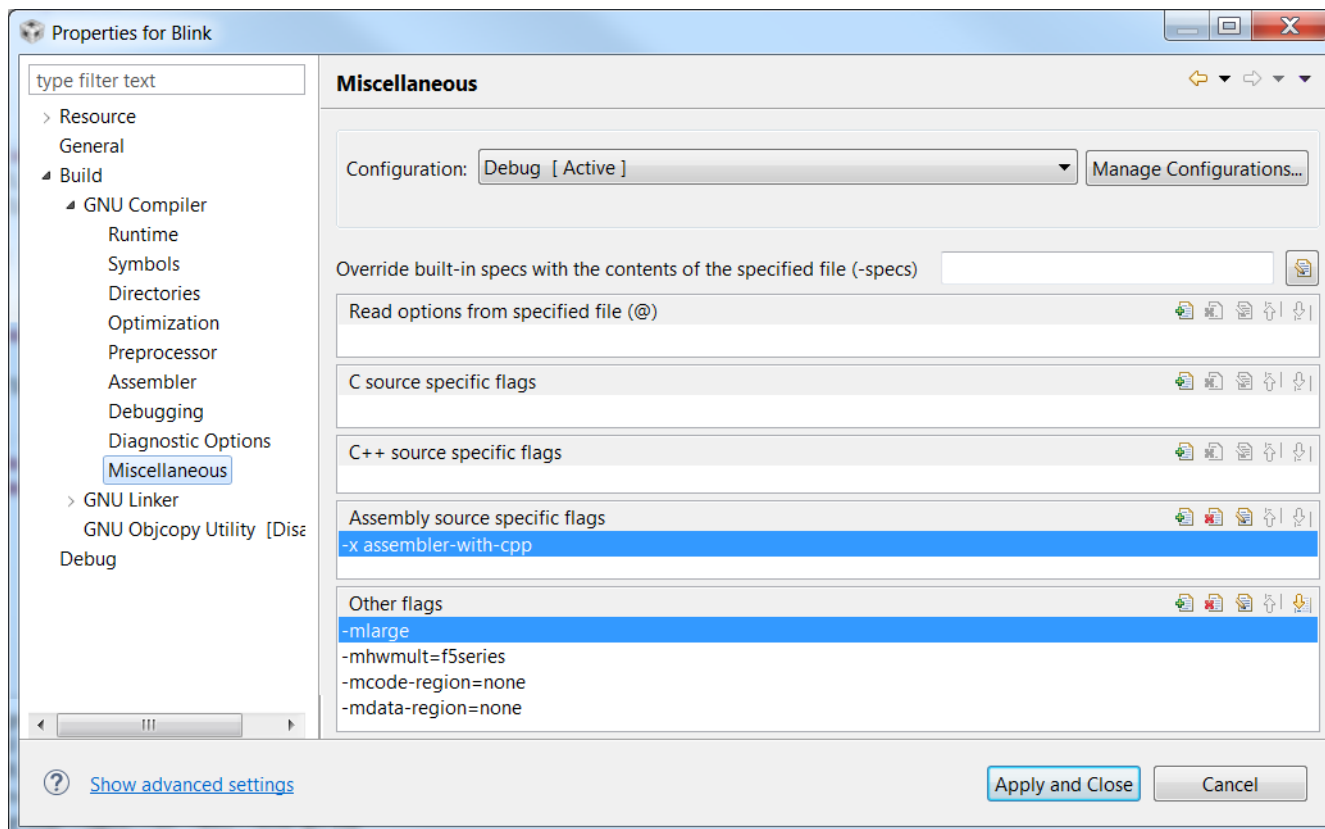 Properties for Blink
type filter text
Resource
General
Build
GNU Compiler
Runtime
Symbols
Directories
Optimization
Preprocessor
Assembler
Debugging
Diagnostic Options
Miscellaneous
GNU Linker
GNU Objcopy Utility [Disa
Debug
Miscellaneous
Configuration: Debug [ Active ] Manage Configurations...
Override built-in specs with the contents of the specified file (-specs)
Read options from specified file (@)
C source specific flags
C++ source specific flags
Assembly source specific flags
-x assembler-with-cpp
Other flags
-mlarge
-mhwmult=f5series
-mcode-region=none
-mdata-region=none
? Show advanced settings
Apply and Close Cancel